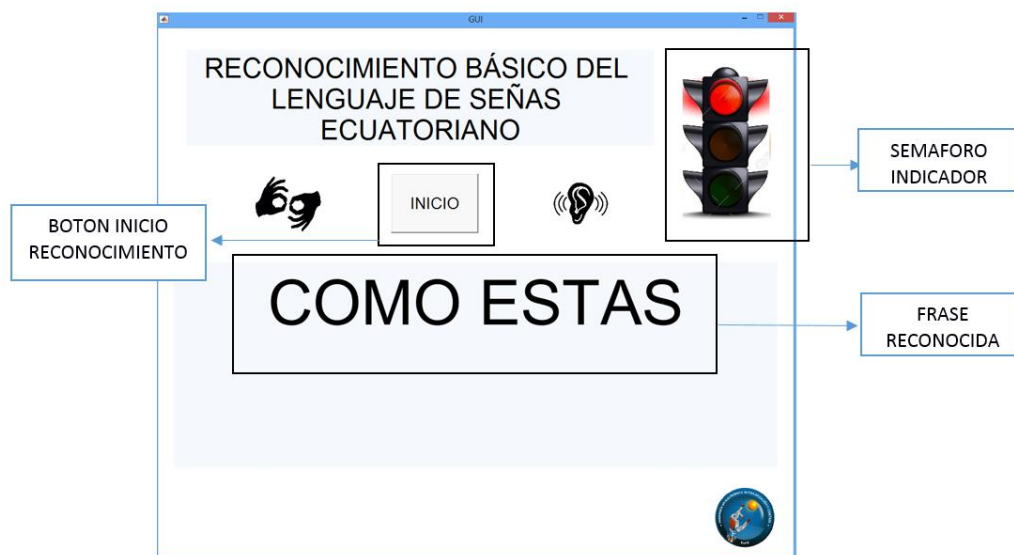 GUI
RECONOCIMIENTO BÁSICO DEL
LENGUAJE DE SEÑAS
ECUATORIANO
SEMAFORO
INDICADOR
INICIO
BOTON INICIO
RECONOCIMIENTO
COMO ESTAS
FRASE
RECONOCIDA